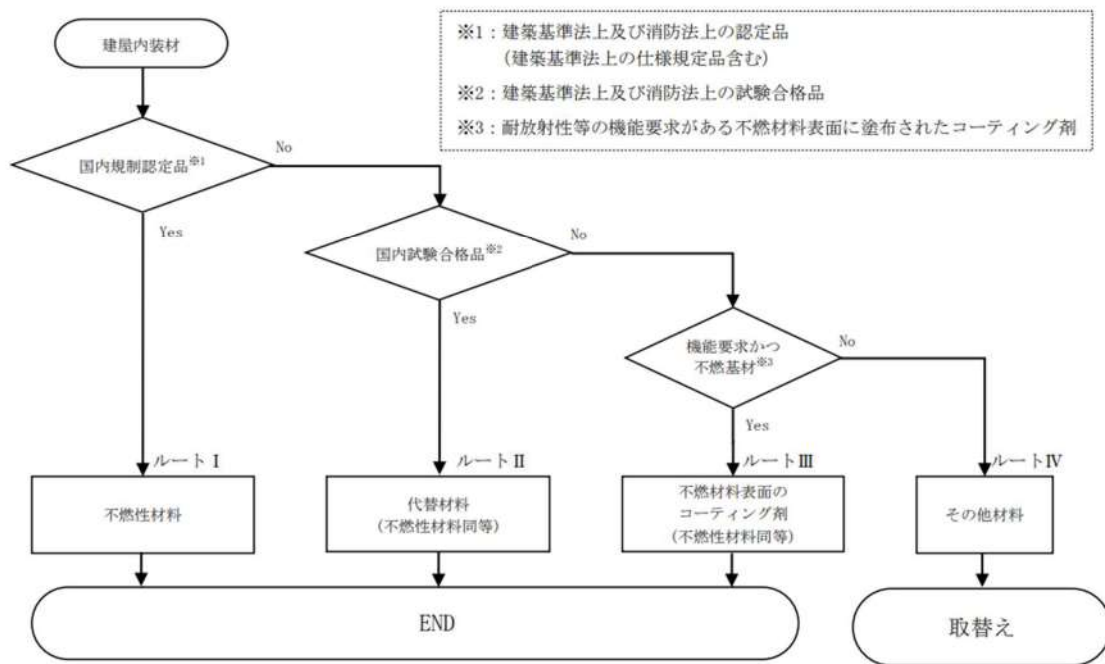 ※1：建築基準法上及び消防法上の認定品
（建築基準法上の仕様規定品含む）
※2：建築基準法上及び消防法上の試験合格品
※3：耐放射性等の機能要求がある不燃材料表面に塗布されたコーティング剤
建屋内装材
国内規制認定品※1
No
Yes
国内試験合格品※2
No
Yes
機能要求かつ
不燃基材※3
No
Yes
ルートⅠ
ルートⅡ
ルートⅢ
ルートⅣ
不燃性材料
代替材料
（不燃性材料同等）
不燃材料表面の
コーティング剤
（不燃性材料同等）
その他材料
END
取替え